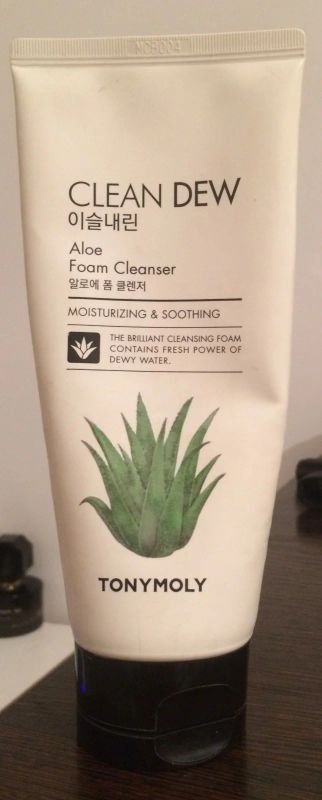 CLEAN DEW
이슬내린
Aloe
Foam Cleanser
알로에 폼 클렌저
MOISTURIZING & SOOTHING
THE BRILLIANT CLEANSING FOAM
CONTAINS FRESH POWER OF
DEWY WATER.
TONYMOLY